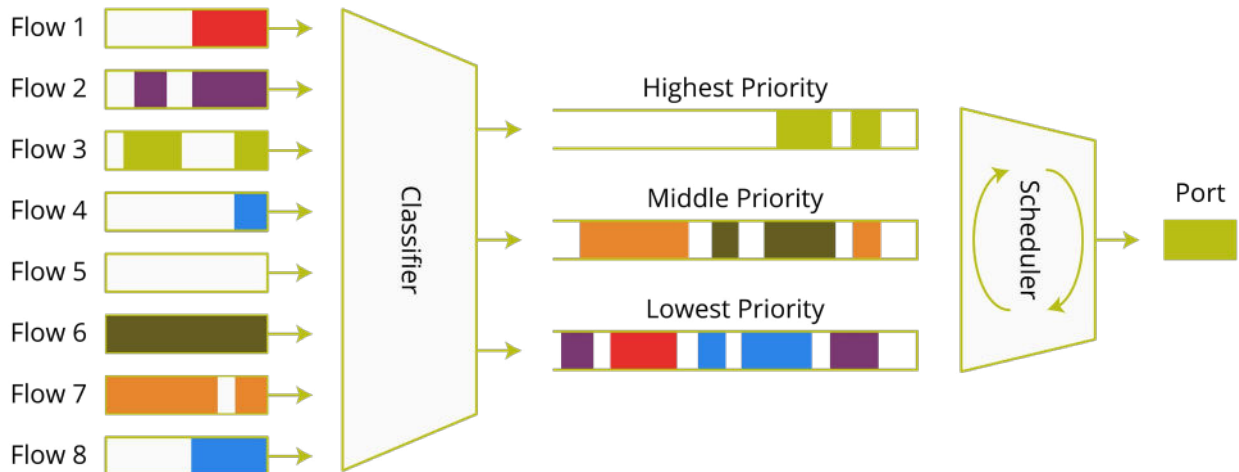 Flow 1
Flow 2
Flow 3
Flow 4
Flow 5
Flow 6
Flow 7
Flow 8
Classifier
Highest Priority
Middle Priority
Lowest Priority
Scheduler
Port